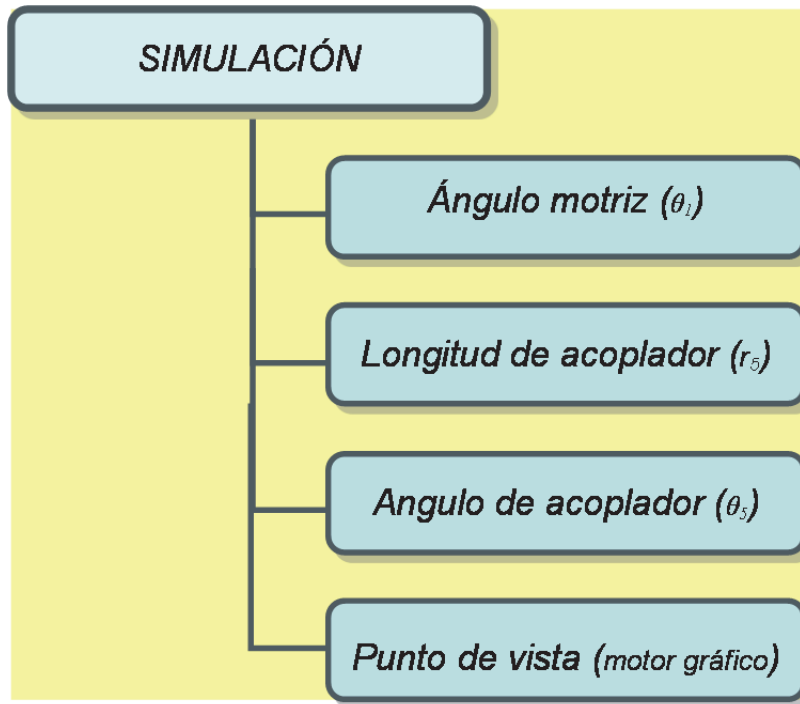 SIMULACIÓN
Ángulo motriz (θ₁)
Longitud de acoplador (r₅)
Angulo de acoplador (θ₅)
Punto de vista (motor gráfico)